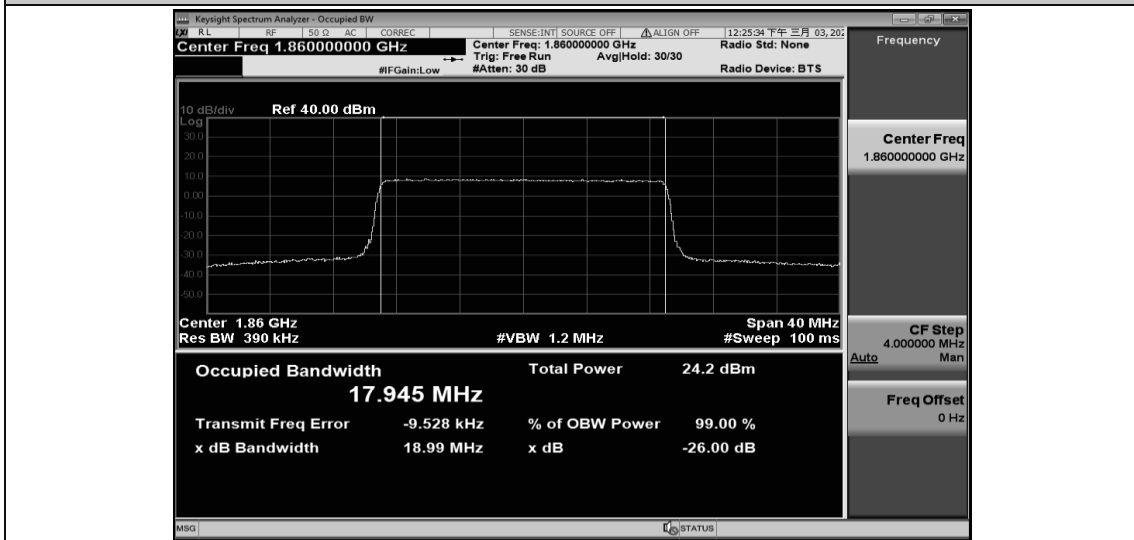 Keysight Spectrum Analyzer - Occupied BW
LXI RL RF 50 Ω AC CORREC SENSE:INT SOURCE OFF ⚠ALIGN OFF 12:25:34 下午 三月 03, 202
Center Freq 1.860000000 GHz
Center Freq: 1.860000000 GHz
Radio Std: None
Trig: Free Run Avg|Hold: 30/30
#IFGain:Low
#Atten: 30 dB
Radio Device: BTS
10 dB/div Ref 40.00 dBm
Log
30.0
20.0
10.0
0.00
-10.0
-20.0
-30.0
-40.0
-50.0
Center 1.86 GHz Span 40 MHz
Res BW 390 kHz #VBW 1.2 MHz #Sweep 100 ms
Occupied Bandwidth Total Power 24.2 dBm
17.945 MHz
Transmit Freq Error -9.528 kHz % of OBW Power 99.00 %
x dB Bandwidth 18.99 MHz x dB -26.00 dB
MSG STATUS
Frequency
Center Freq
1.860000000 GHz
CF Step
4.000000 MHz
Auto Man
Freq Offset
0 Hz